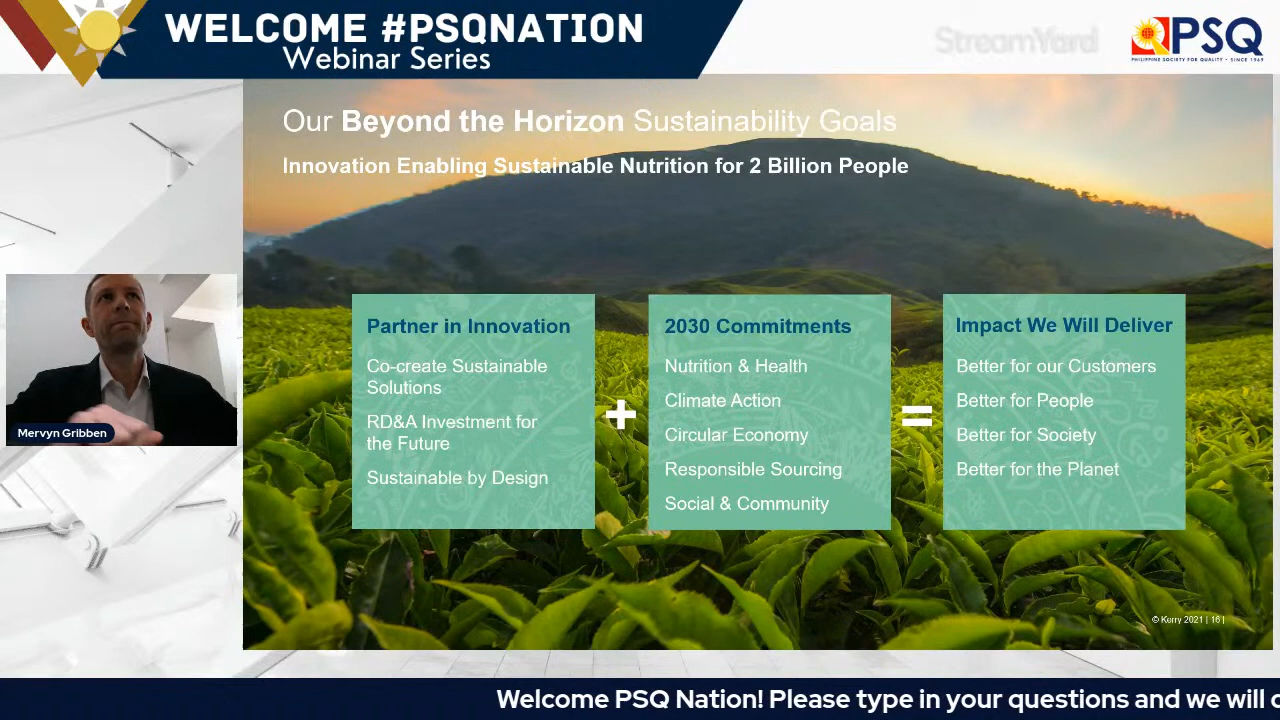 WELCOME #PSQNATION
Webinar Series
StreamYard
PSQ
PHILIPPINE SOCIETY FOR QUALITY • SINCE 1969
Our Beyond the Horizon Sustainability Goals
Innovation Enabling Sustainable Nutrition for 2 Billion People
Partner in Innovation
Co-create Sustainable
Solutions
RD&A Investment for
the Future
Sustainable by Design
+
2030 Commitments
Nutrition & Health
Climate Action
Circular Economy
Responsible Sourcing
Social & Community
=
Impact We Will Deliver
Better for our Customers
Better for People
Better for Society
Better for the Planet
Mervyn Gribben
© Kerry 2021 | 16 |
Welcome PSQ Nation! Please type in your questions and we will